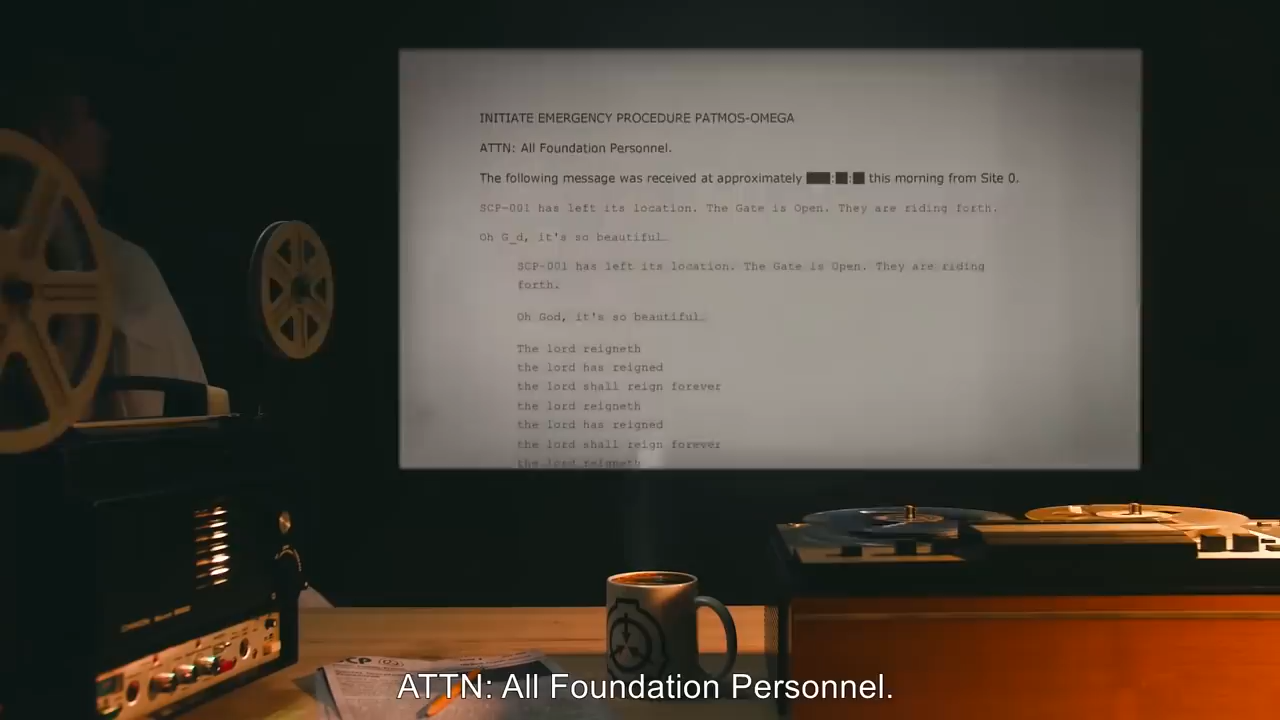 INITIATE EMERGENCY PROCEDURE PATMOS-OMEGA
ATTN: All Foundation Personnel.
The following message was received at approximately ███:█:█ this morning from Site 0.
SCP-001 has left its location. The Gate is Open. They are riding forth.
Oh G_d, it's so beautiful…
SCP-001 has left its location. The Gate is Open. They are riding
forth.
Oh God, it's so beautiful…
The lord reigneth
the lord has reigned
the lord shall reign forever
the lord reigneth
the lord has reigned
the lord shall reign forever
the lord reigneth
SCP
ATTN: All Foundation Personnel.